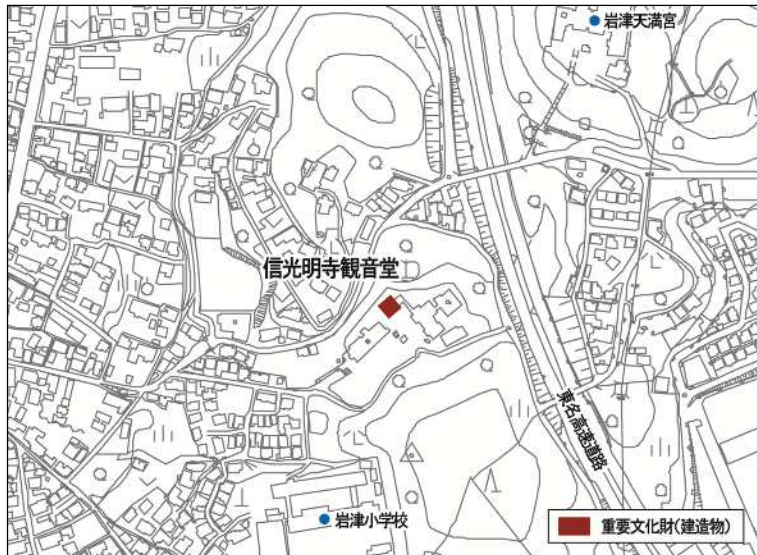 岩津天満宮
信光明寺観音堂
東名高速道路
岩津小学校
重要文化財(建造物)